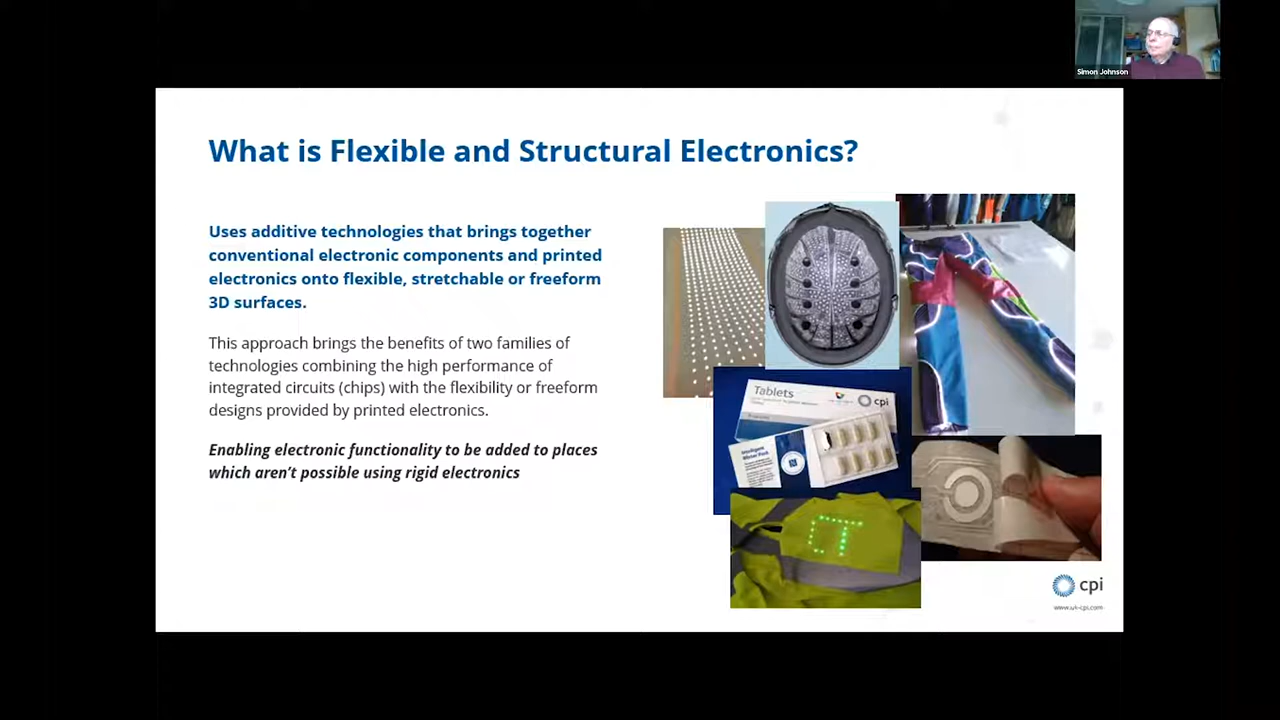 Simon Johnson
What is Flexible and Structural Electronics?
Uses additive technologies that brings together
conventional electronic components and printed
electronics onto flexible, stretchable or freeform
3D surfaces.
This approach brings the benefits of two families of
technologies combining the high performance of
integrated circuits (chips) with the flexibility or freeform
designs provided by printed electronics.
Enabling electronic functionality to be added to places
which aren't possible using rigid electronics
Tablets
cpi
Intelligent
Blister Pack
CT
cpi
www.uk-cpi.com